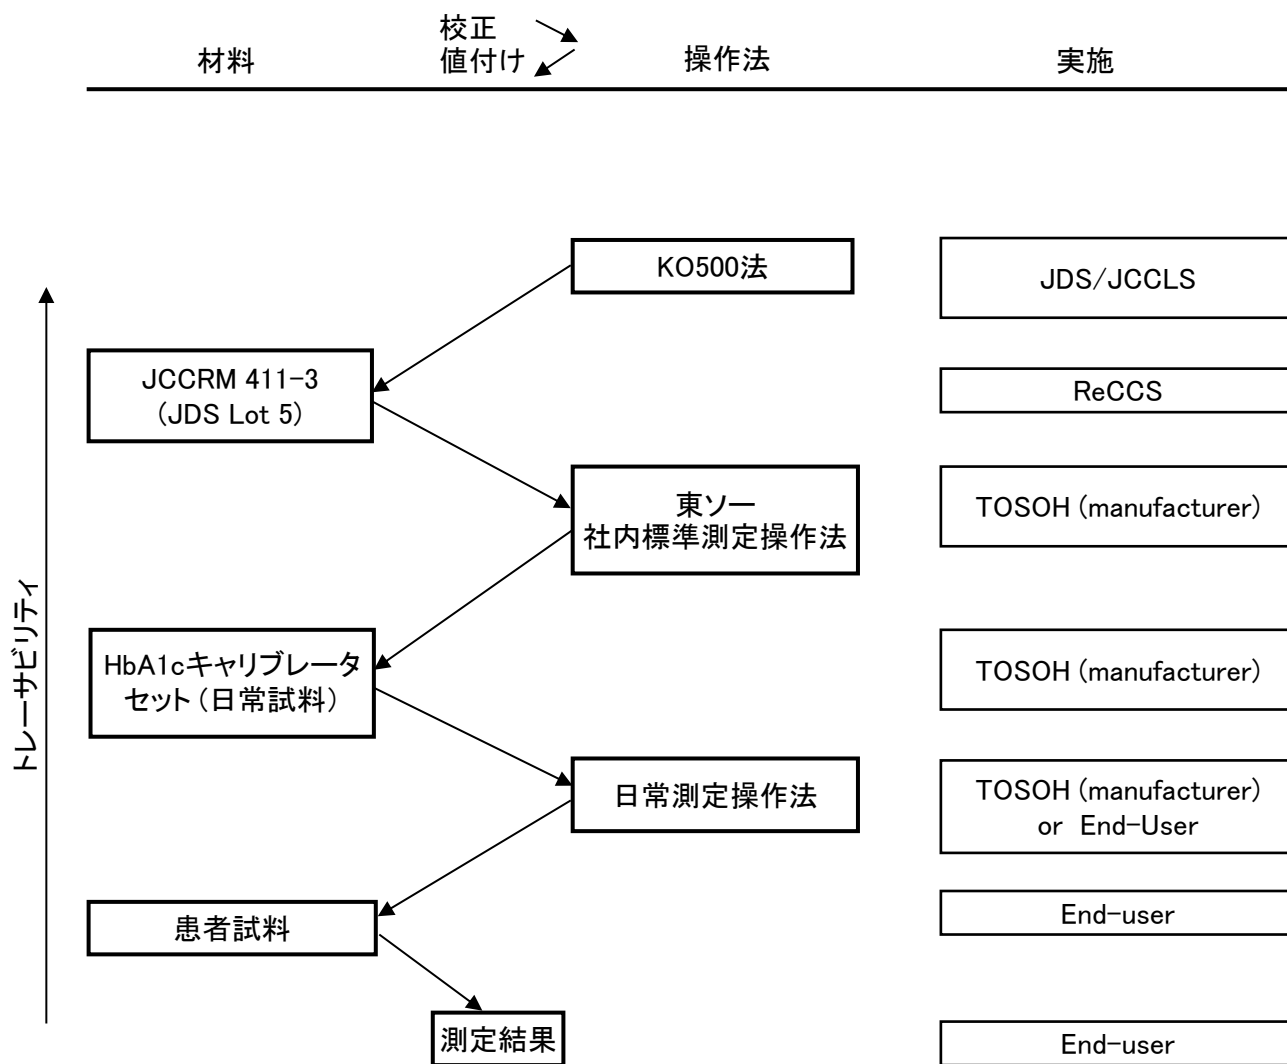 校正
値付け
材料
操作法
実施
KO500法
JDS/JCCLS
JCCRM 411-3
(JDS Lot 5)
ReCCS
東ソー
社内標準測定操作法
TOSOH (manufacturer)
トレーサビリティ
HbA1cキャリブレータ
セット(日常試料)
TOSOH (manufacturer)
日常測定操作法
TOSOH (manufacturer)
or End-User
患者試料
End-user
測定結果
End-user